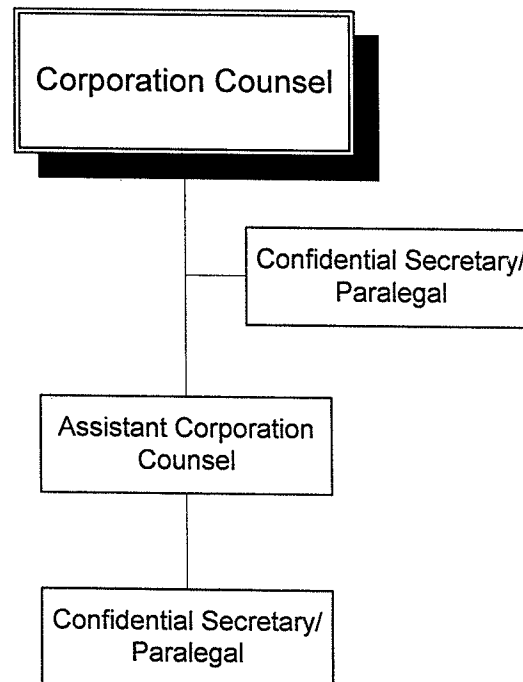 Corporation Counsel
Confidential Secretary/
Paralegal
Assistant Corporation
Counsel
Confidential Secretary/
Paralegal